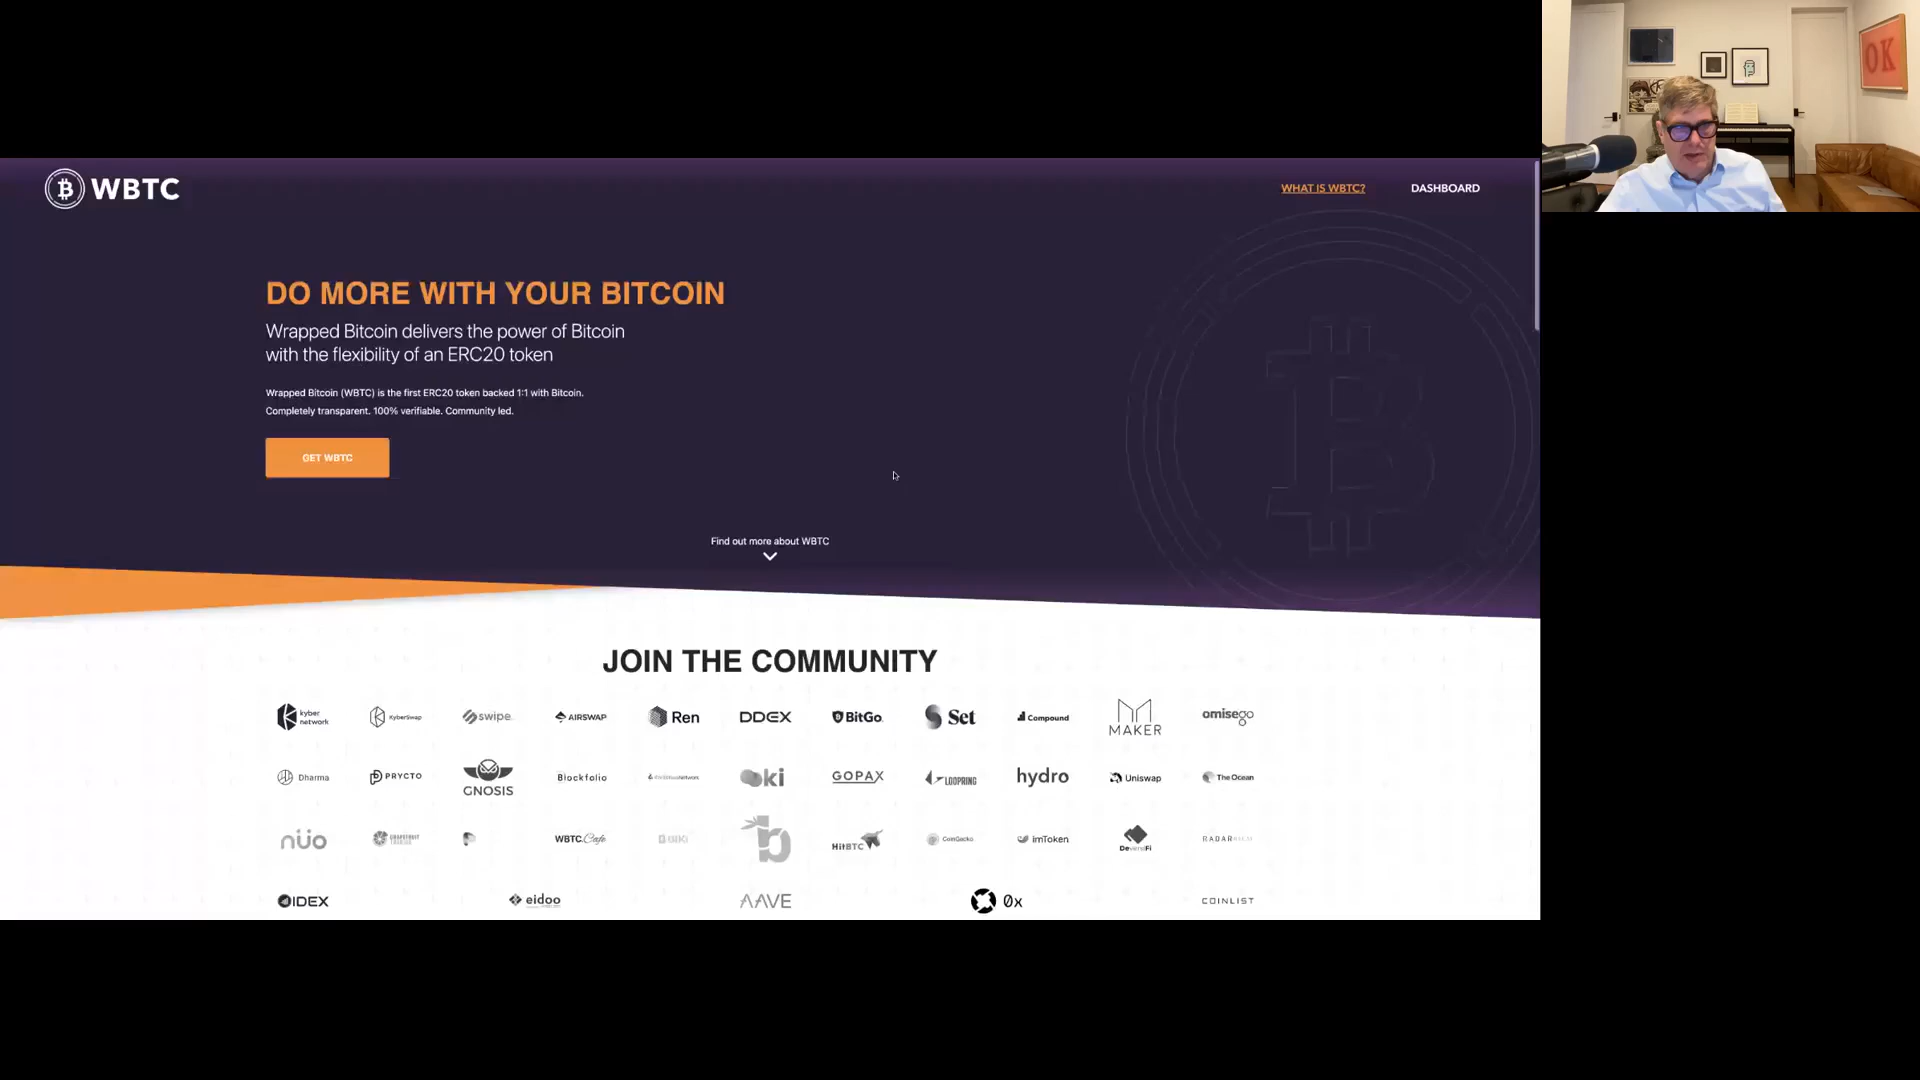 WBTC
WHAT IS WBTC?
DASHBOARD
DO MORE WITH YOUR BITCOIN
Wrapped Bitcoin delivers the power of Bitcoin
with the flexibility of an ERC20 token
Wrapped Bitcoin (WBTC) is the first ERC20 token backed 1:1 with Bitcoin.
Completely transparent. 100% verifiable. Community led.
GET WBTC
Find out more about WBTC
JOIN THE COMMUNITY
kyber network
KyberSwap
swipe
AIRSWAP
Ren
DDEX
BitGo
Set
Compound
MAKER
omisego
Dharma
PRYCTO
GNOSIS
Blockfolio
ki
GOPAX
LOOPRING
hydro
Uniswap
The Ocean
nüo
WBTC.Cafe
HitBTC
CoinGecko
imToken
RADAR
IDEX
eidoo
AAVE
0x
COINLIST
OK